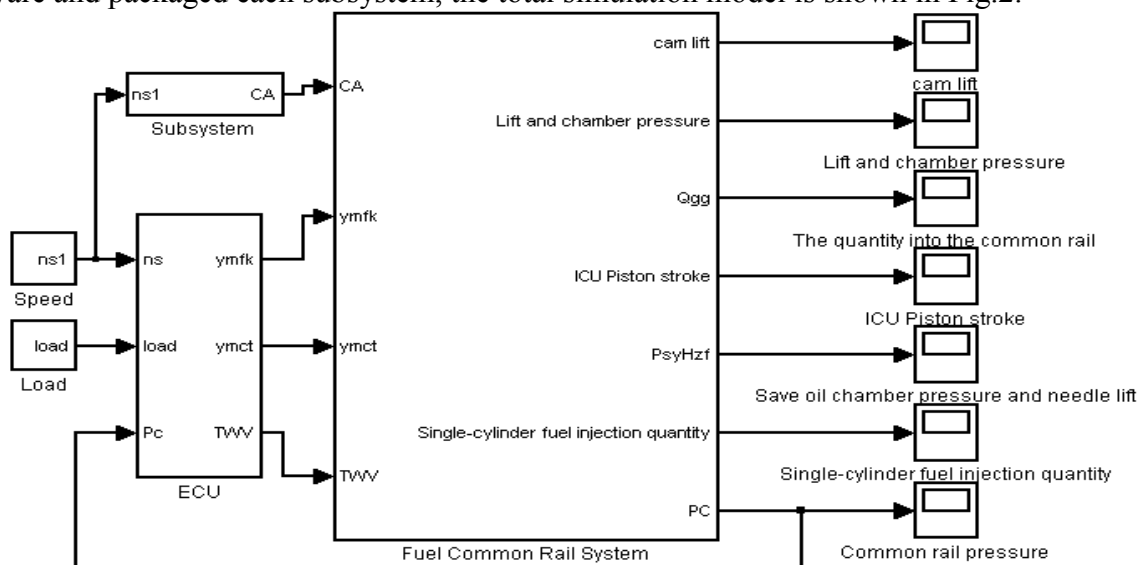 ware and packaged each subsystem, the total simulation model is shown in Fig.2.
cam lift
cam lift
ns1
CA
Subsystem
CA
Lift and chamber pressure
Lift and chamber pressure
ymfk
Qgg
The quantity into the common rail
ns1
Speed
ns
ymfk
ICU Piston stroke
ICU Piston stroke
load
Load
load
ymct
ymct
PsyHzf
Save oil chamber pressure and needle lift
Pc
TWV
ECU
Single-cylinder fuel injection quantity
Single-cylinder fuel injection quantity
TWV
PC
Common rail pressure
Fuel Common Rail System